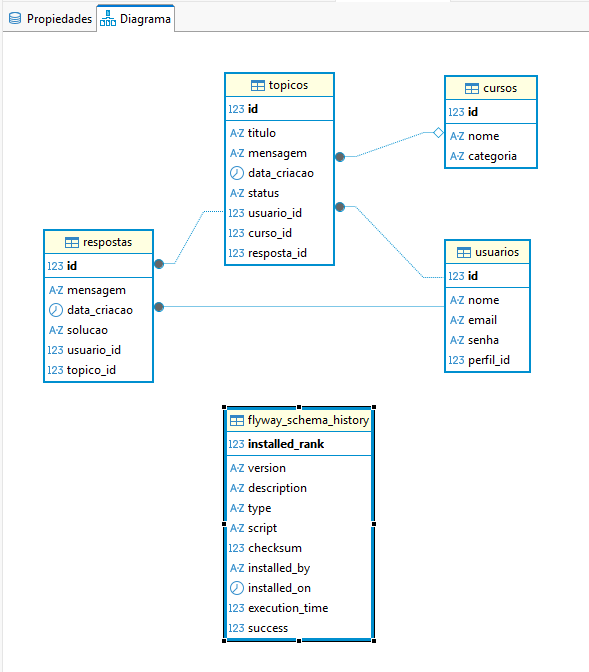 Propiedades
Diagrama
topicos
123 id
A-Z titulo
A-Z mensagem
data_criacao
A-Z status
123 usuario_id
123 curso_id
123 resposta_id
cursos
123 id
A-Z nome
A-Z categoria
respostas
123 id
A-Z mensagem
data_criacao
A-Z solucao
123 usuario_id
123 topico_id
usuarios
123 id
A-Z nome
A-Z email
A-Z senha
123 perfil_id
flyway_schema_history
123 installed_rank
A-Z version
A-Z description
A-Z type
A-Z script
123 checksum
A-Z installed_by
installed_on
123 execution_time
123 success